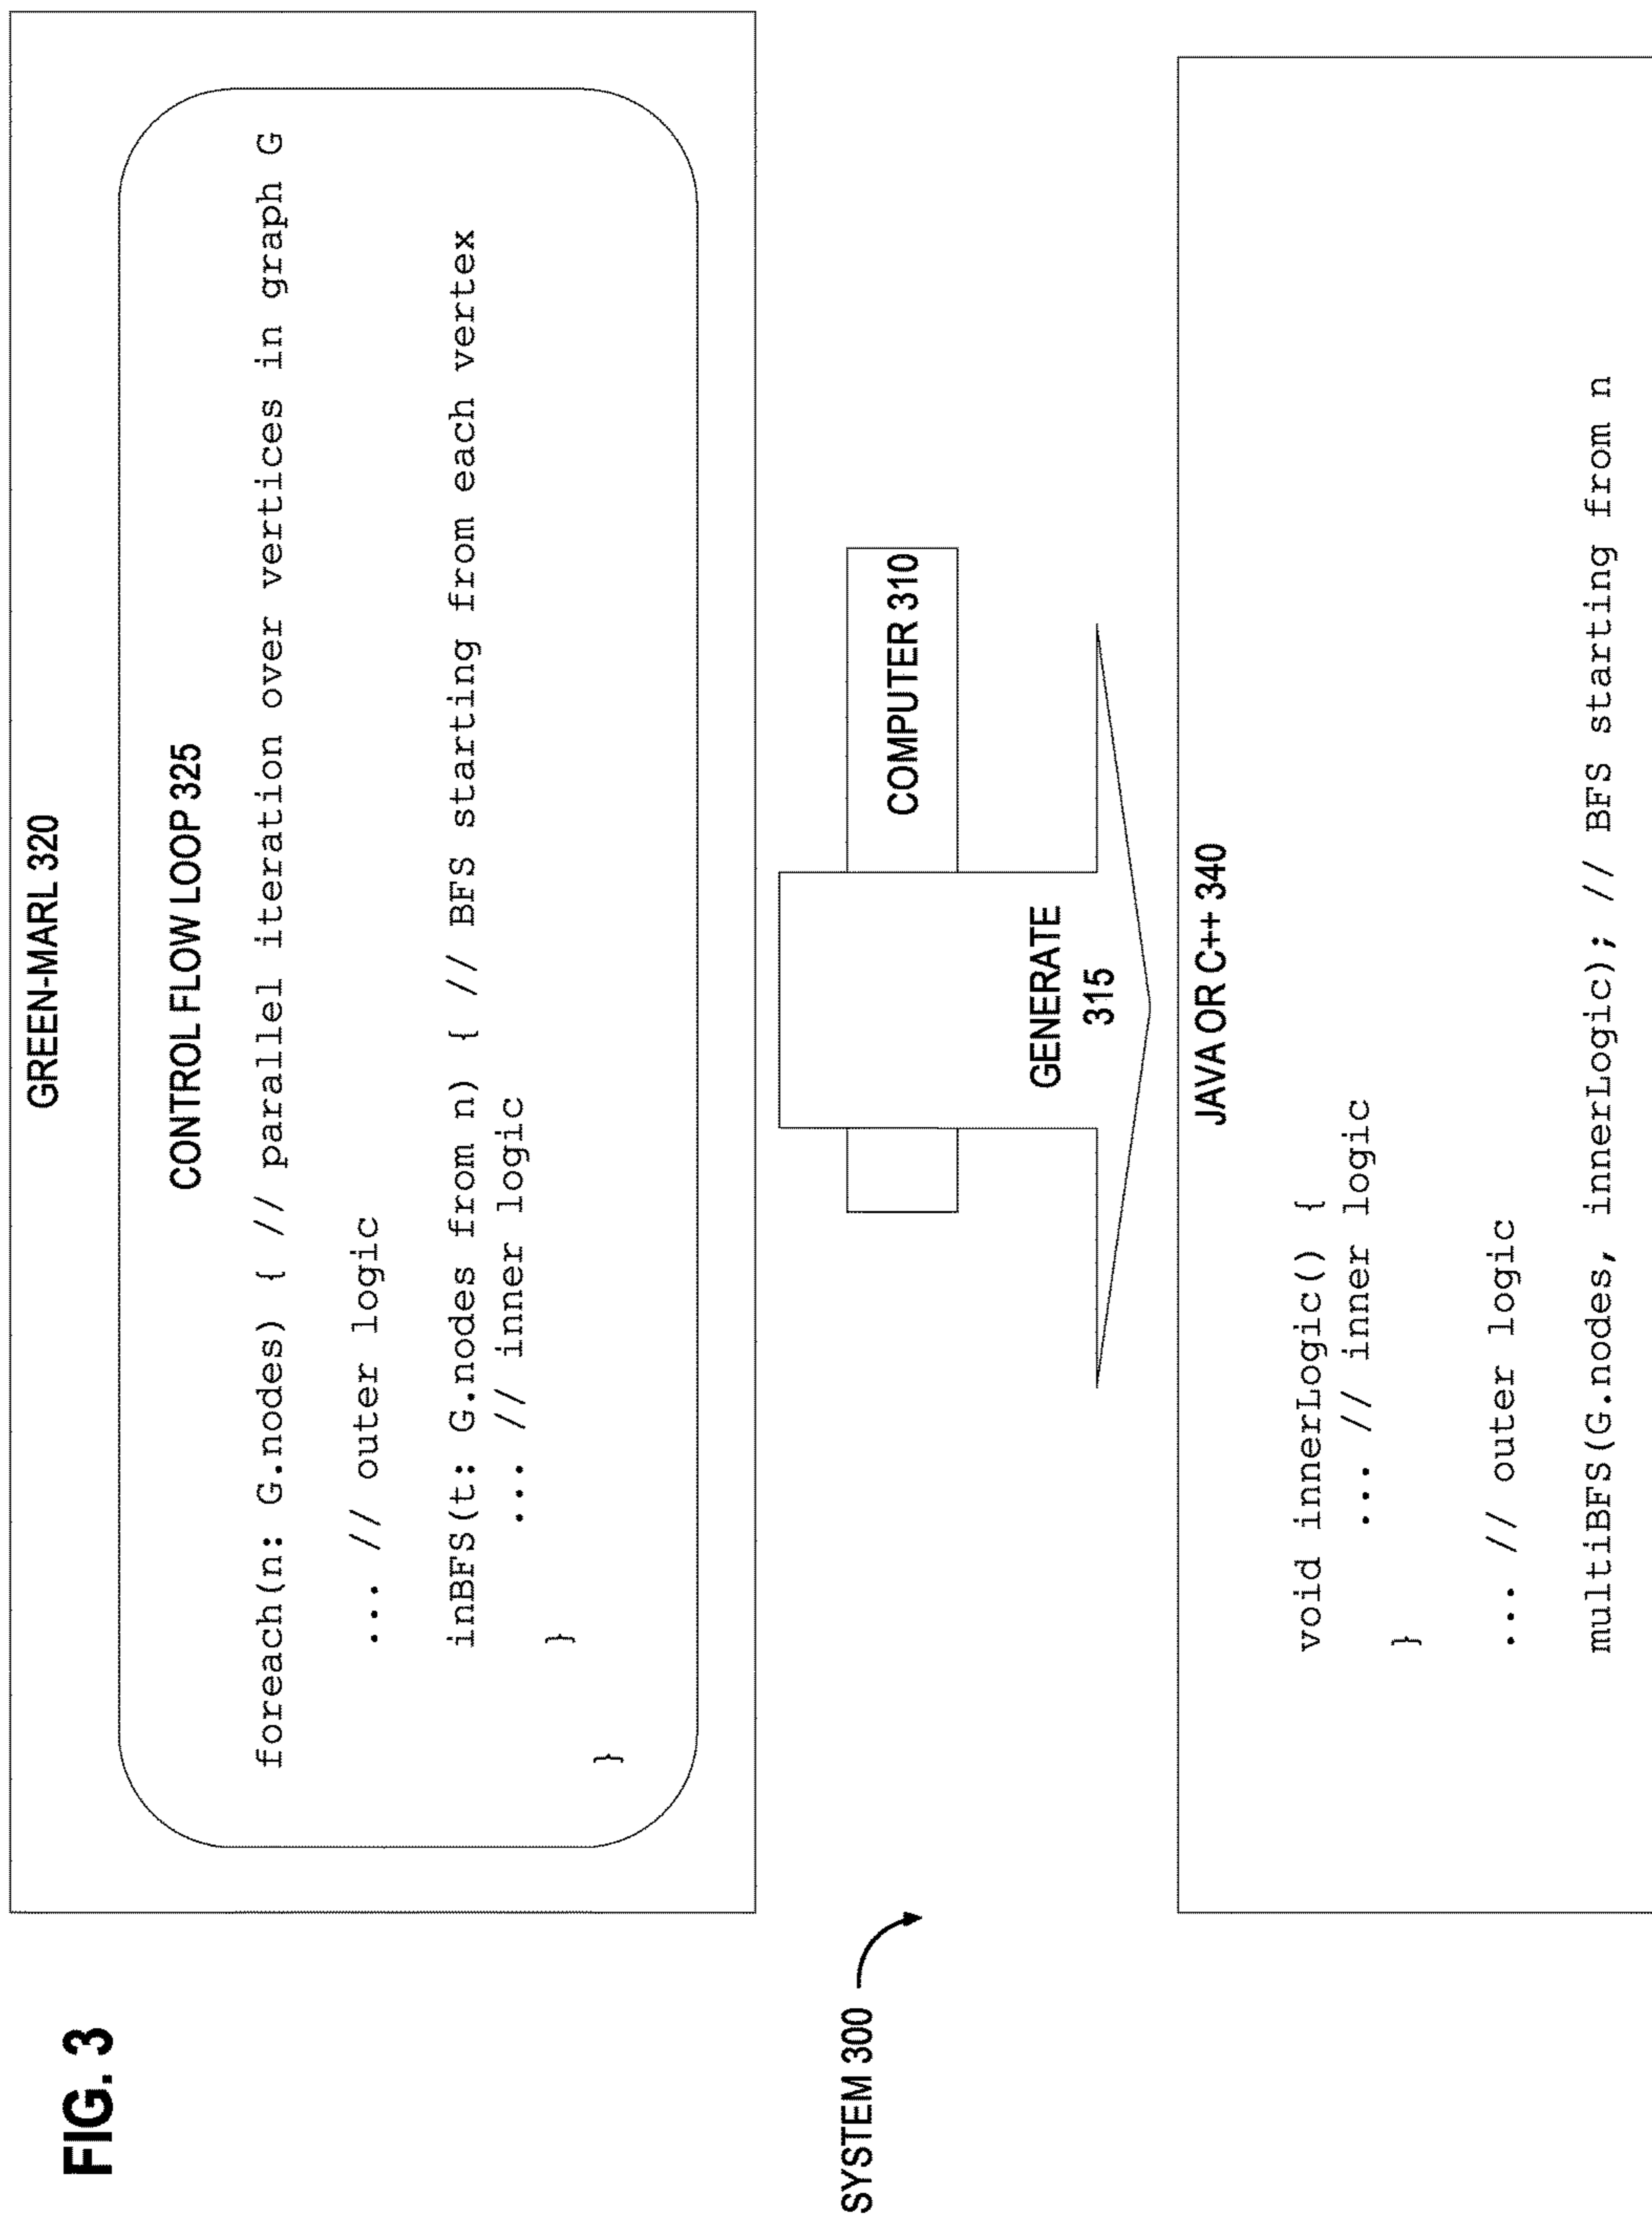 FIG. 3
GREEN-MARL 320
CONTROL FLOW LOOP 325
foreach(n: G.nodes) { // parallel iteration over vertices in graph G
... // outer logic
inBFS(t: G.nodes from n) { // BFS starting from each vertex
... // inner logic
}
}
SYSTEM 300
COMPUTER 310
GENERATE
315
JAVA OR C++ 340
void innerLogic() {
... // inner logic
}
... // outer logic
multiBFS(G.nodes, innerLogic); // BFS starting from n